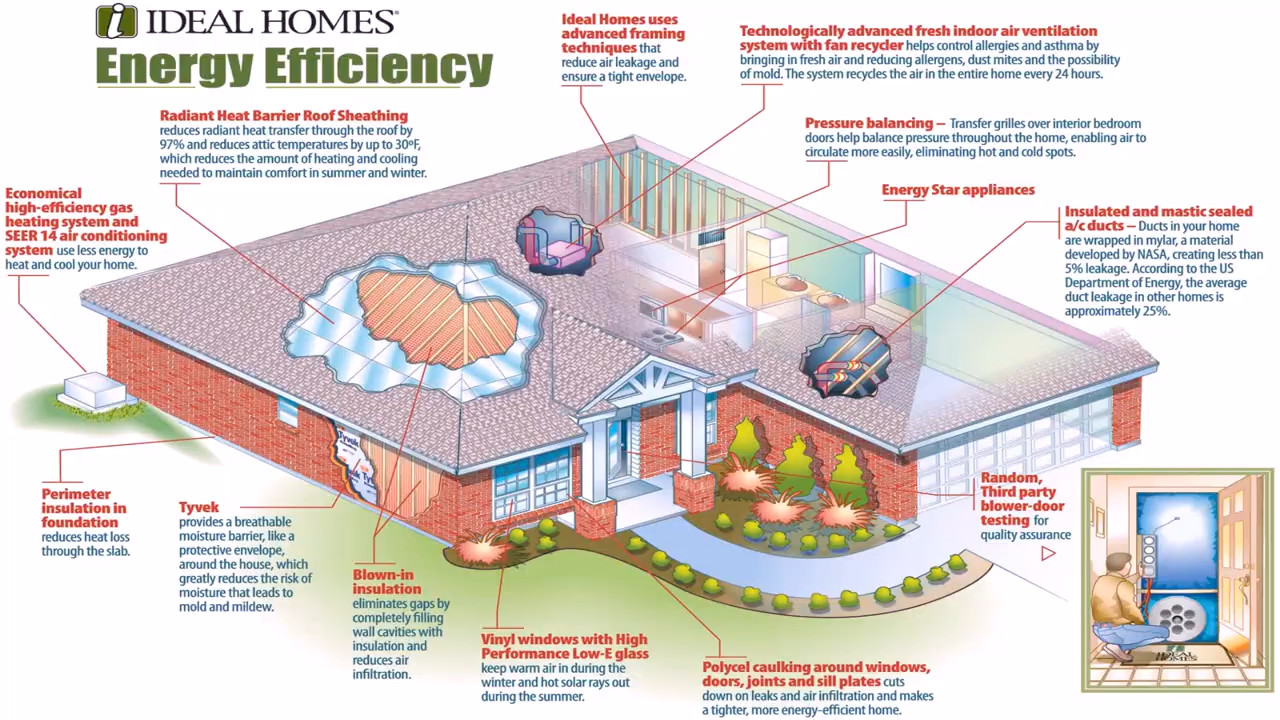 i IDEAL HOMES®
Energy Efficiency
Ideal Homes uses
advanced framing
techniques that
reduce air leakage and
ensure a tight envelope.
Technologically advanced fresh indoor air ventilation
system with fan recycler helps control allergies and asthma by
bringing in fresh air and reducing allergens, dust mites and the possibility
of mold. The system recycles the air in the entire home every 24 hours.
Radiant Heat Barrier Roof Sheathing
reduces radiant heat transfer through the roof by
97% and reduces attic temperatures by up to 30ºF,
which reduces the amount of heating and cooling
needed to maintain comfort in summer and winter.
Pressure balancing – Transfer grilles over interior bedroom
doors help balance pressure throughout the home, enabling air to
circulate more easily, eliminating hot and cold spots.
Energy Star appliances
Economical
high-efficiency gas
heating system and
SEER 14 air conditioning
system use less energy to
heat and cool your home.
Insulated and mastic sealed
a/c ducts – Ducts in your home
are wrapped in mylar, a material
developed by NASA, creating less than
5% leakage. According to the US
Department of Energy, the average
duct leakage in other homes is
approximately 25%.
Tyvek
Perimeter
insulation in
foundation
reduces heat loss
through the slab.
Tyvek
provides a breathable
moisture barrier, like a
protective envelope,
around the house, which
greatly reduces the risk of
moisture that leads to
mold and mildew.
Blown-in
insulation
eliminates gaps by
completely filling
wall cavities with
insulation and
reduces air
infiltration.
Vinyl windows with High
Performance Low-E glass
keep warm air in during the
winter and hot solar rays out
during the summer.
Polycel caulking around windows,
doors, joints and sill plates cuts
down on leaks and air infiltration and makes
a tighter, more energy-efficient home.
Random,
Third party
blower-door
testing for
quality assurance
IDEAL
HOMES